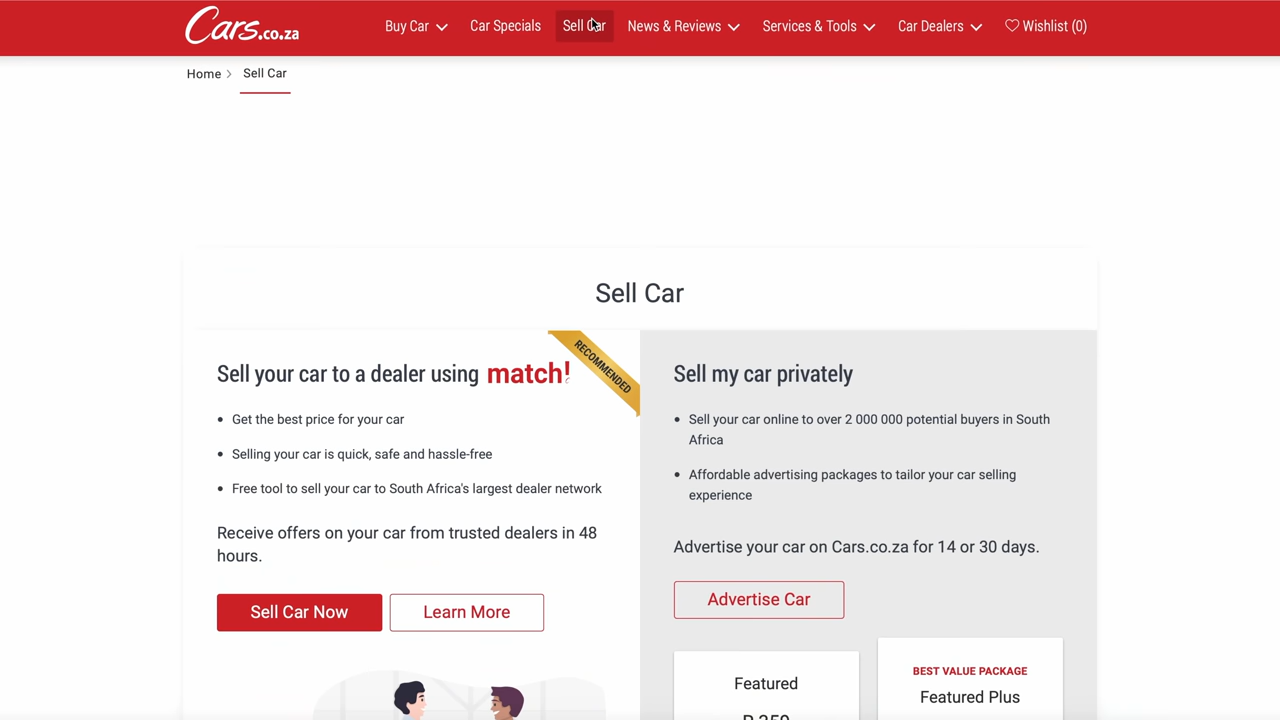 Cars.co.za
Buy Car
Car Specials
Sell Car
News & Reviews
Services & Tools
Car Dealers
Wishlist (0)
Home
Sell Car
Sell Car
Sell your car to a dealer using match!
RECOMMENDED
Get the best price for your car
Selling your car is quick, safe and hassle-free
Free tool to sell your car to South Africa's largest dealer network
Receive offers on your car from trusted dealers in 48
hours.
Sell Car Now
Learn More
Sell my car privately
Sell your car online to over 2 000 000 potential buyers in South
Africa
Affordable advertising packages to tailor your car selling
experience
Advertise your car on Cars.co.za for 14 or 30 days.
Advertise Car
Featured
BEST VALUE PACKAGE
Featured Plus